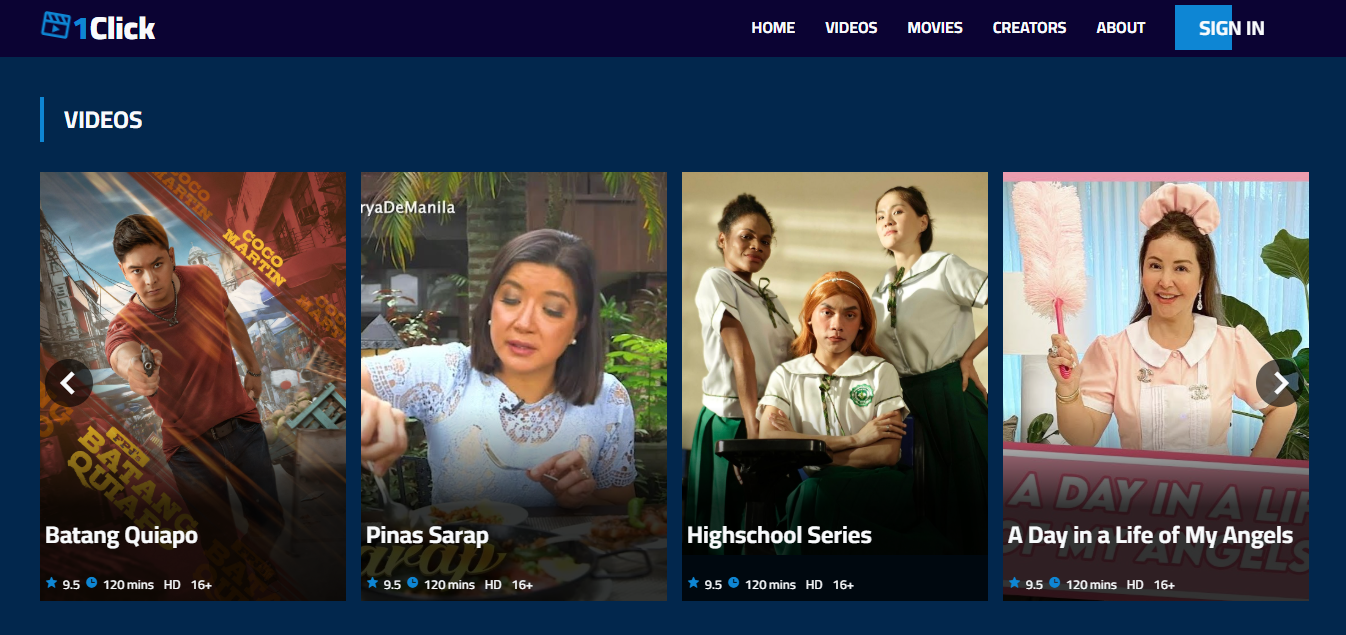 1Click
HOME VIDEOS MOVIES CREATORS ABOUT SIGN IN
VIDEOS
COCO
MARTIN
COCO
MARTIN
FPJ's
BATANG
QUIAPO
Batang Quiapo
9.5 120 mins HD 16+
ryaDeManila
arap
Pinas Sarap
9.5 120 mins HD 16+
Highschool Series
9.5 120 mins HD 16+
A DAY IN A LIF
OF MY ANGELS
A Day in a Life of My Angels
9.5 120 mins HD 16+